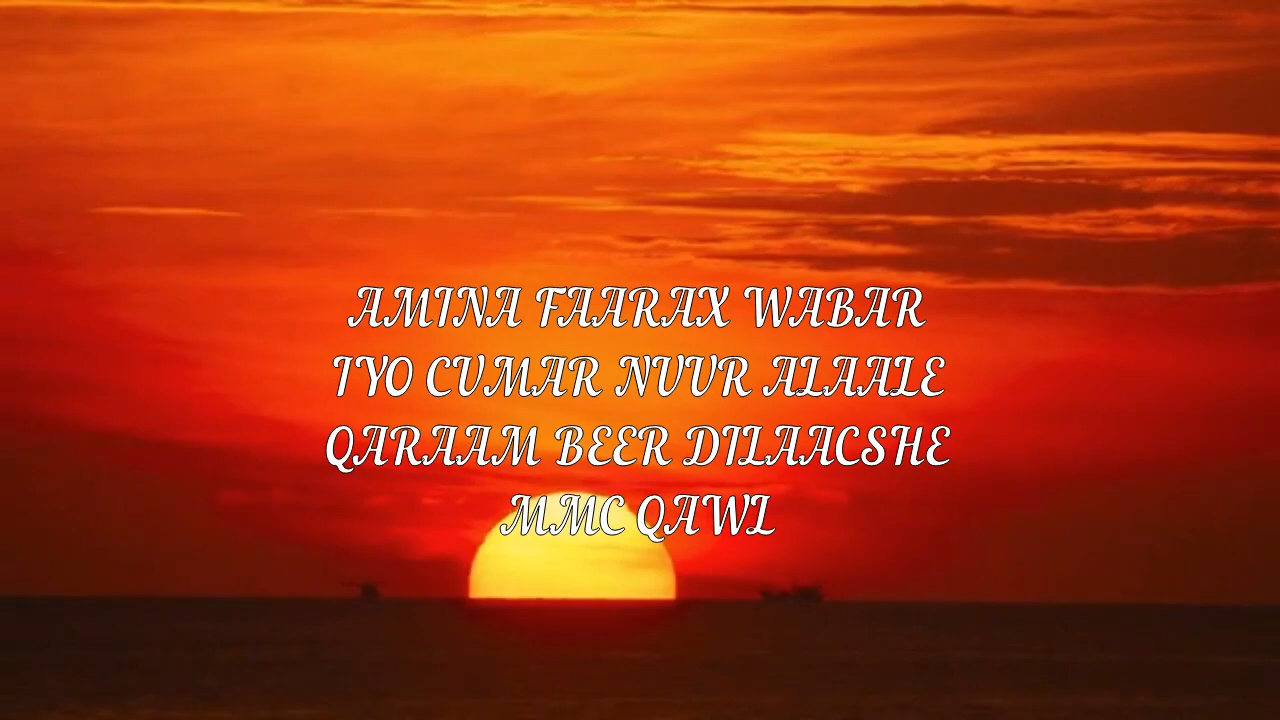 AMINA FAARAX WABAR
IYO CUMAR NUUR ALAALE
QARAAM BEER DILAACSHE
MMC QAWL